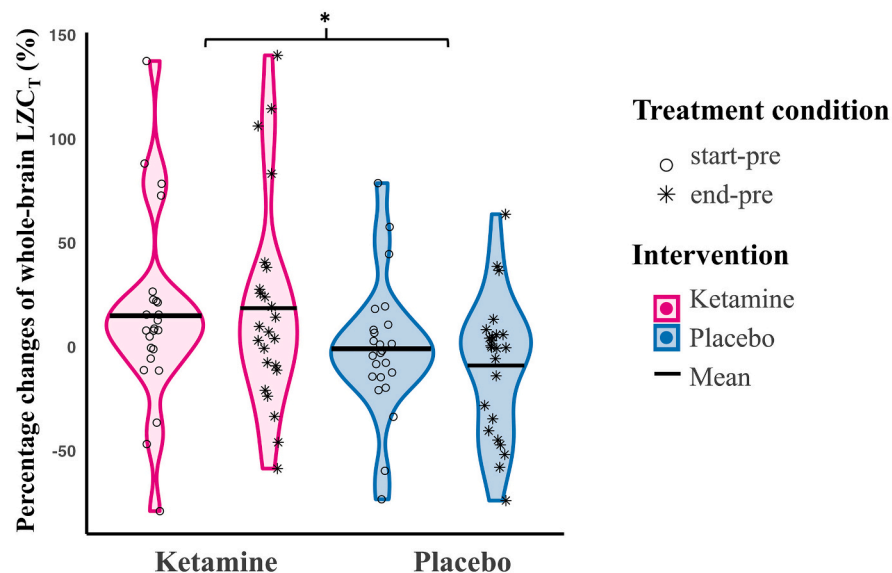 Percentage changes of whole-brain LZC_T (%)
150
100
50
0
-50
*
Ketamine
Placebo
Treatment condition
start-pre
end-pre
Intervention
Ketamine
Placebo
Mean